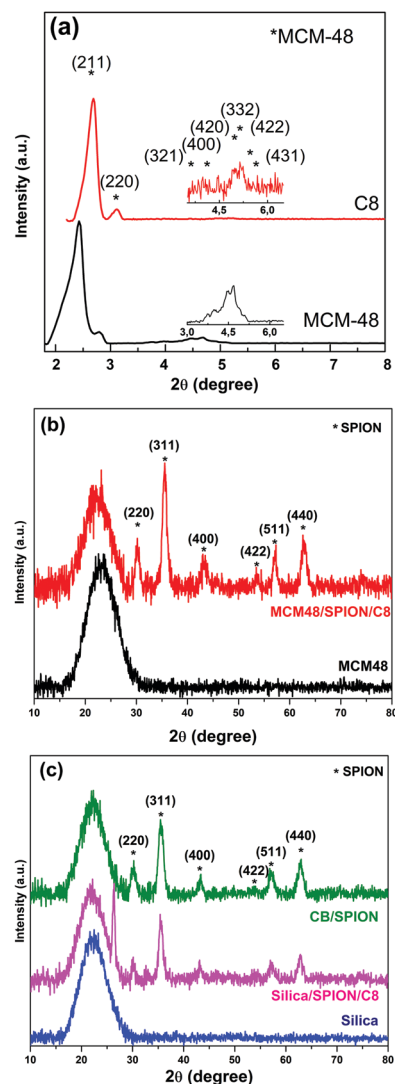 (a)
*MCM-48
(211)
*
(332)
(420) * (422)
(400) * *
(321) * * * (431)
(220)
*
4,5 6,0
C8
3,0 4,5 6,0
MCM-48
Intensity (a.u.)
2 3 4 5 6 7 8
2θ (degree)
(b)
* SPION
(311)
*
(220)
*
(440)
*
(511)
*
(400)
*
(422)
*
MCM48/SPION/C8
MCM48
Intensity (a.u.)
10 20 30 40 50 60 70 80
2θ (degree)
(c)
* SPION
(311)
*
(220)
*
(440)
*
(511)
*
(400)
*
(422)
*
CB/SPION
Silica/SPION/C8
Silica
Intensity (a.u.)
10 20 30 40 50 60 70 80
2θ (degree)